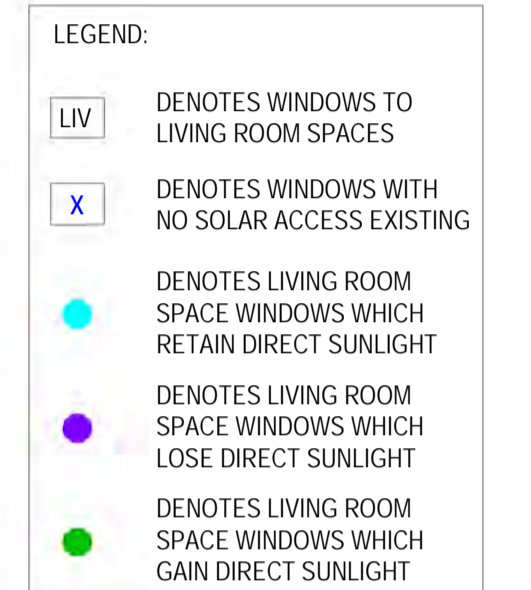 LEGEND:
LIV
DENOTES WINDOWS TO
LIVING ROOM SPACES
X
DENOTES WINDOWS WITH
NO SOLAR ACCESS EXISTING
DENOTES LIVING ROOM
SPACE WINDOWS WHICH
RETAIN DIRECT SUNLIGHT
DENOTES LIVING ROOM
SPACE WINDOWS WHICH
LOSE DIRECT SUNLIGHT
DENOTES LIVING ROOM
SPACE WINDOWS WHICH
GAIN DIRECT SUNLIGHT